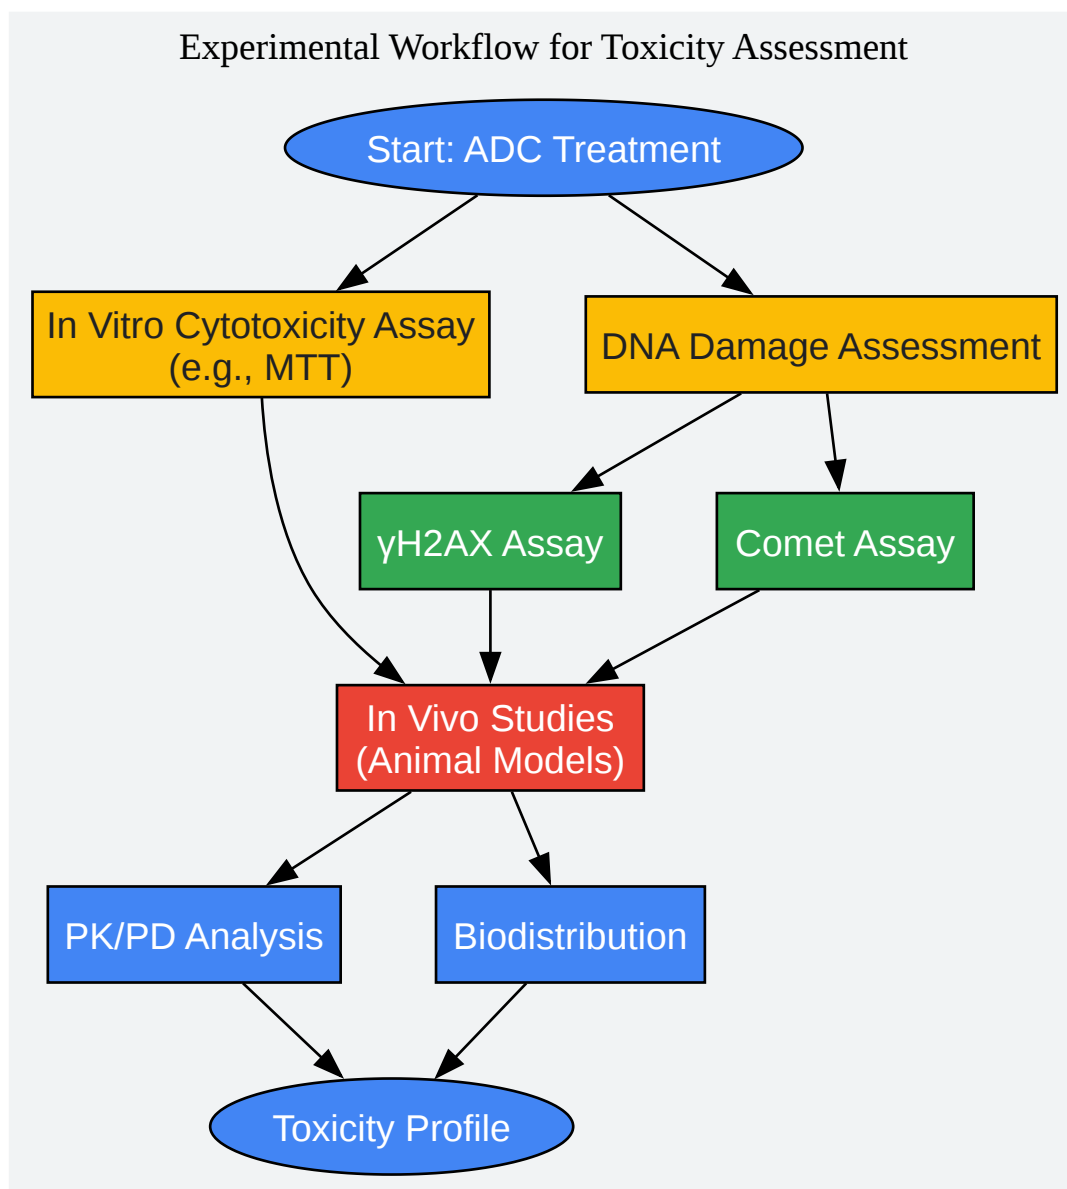 Experimental Workflow for Toxicity Assessment
Start: ADC Treatment
In Vitro Cytotoxicity Assay
(e.g., MTT)
DNA Damage Assessment
γH2AX Assay
Comet Assay
In Vivo Studies
(Animal Models)
PK/PD Analysis
Biodistribution
Toxicity Profile